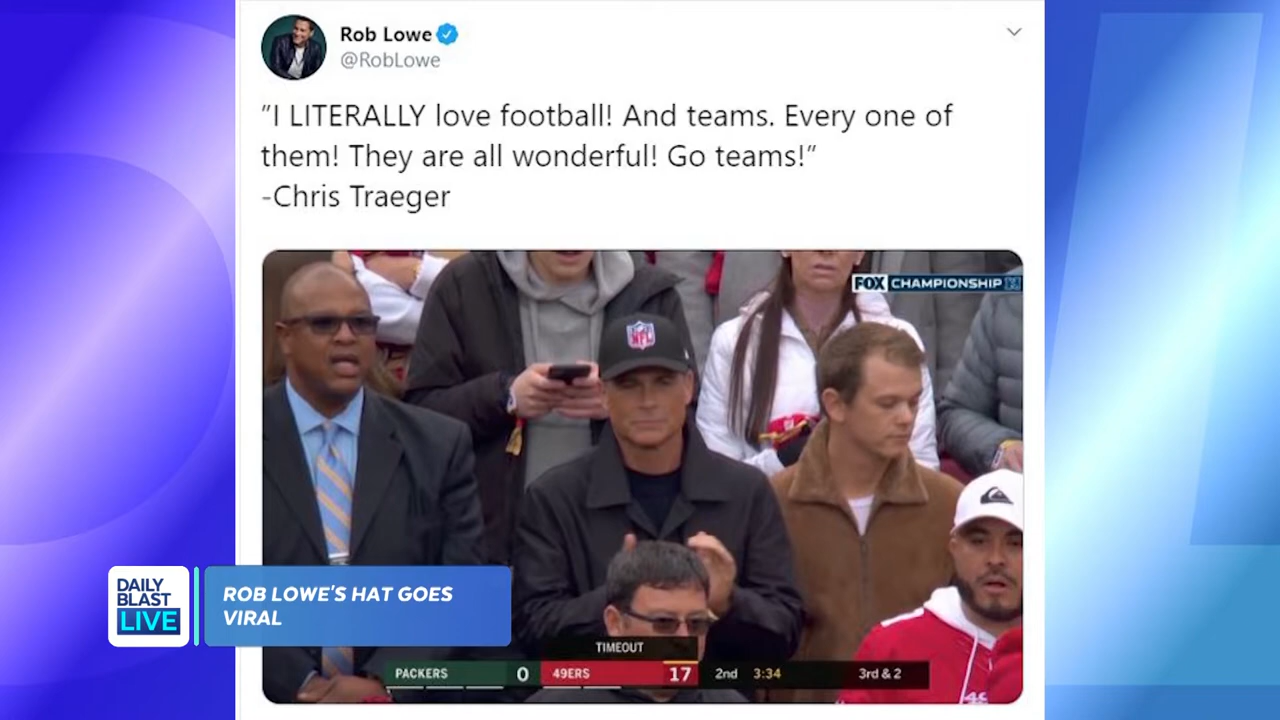 Rob Lowe
@RobLowe
"I LITERALLY love football! And teams. Every one of
them! They are all wonderful! Go teams!"
-Chris Traeger
FOX CHAMPIONSHIP
NFL
TIMEOUT
PACKERS 0 49ERS 17 2nd 3:34 3rd & 2
DAILY
BLAST
LIVE
ROB LOWE'S HAT GOES
VIRAL